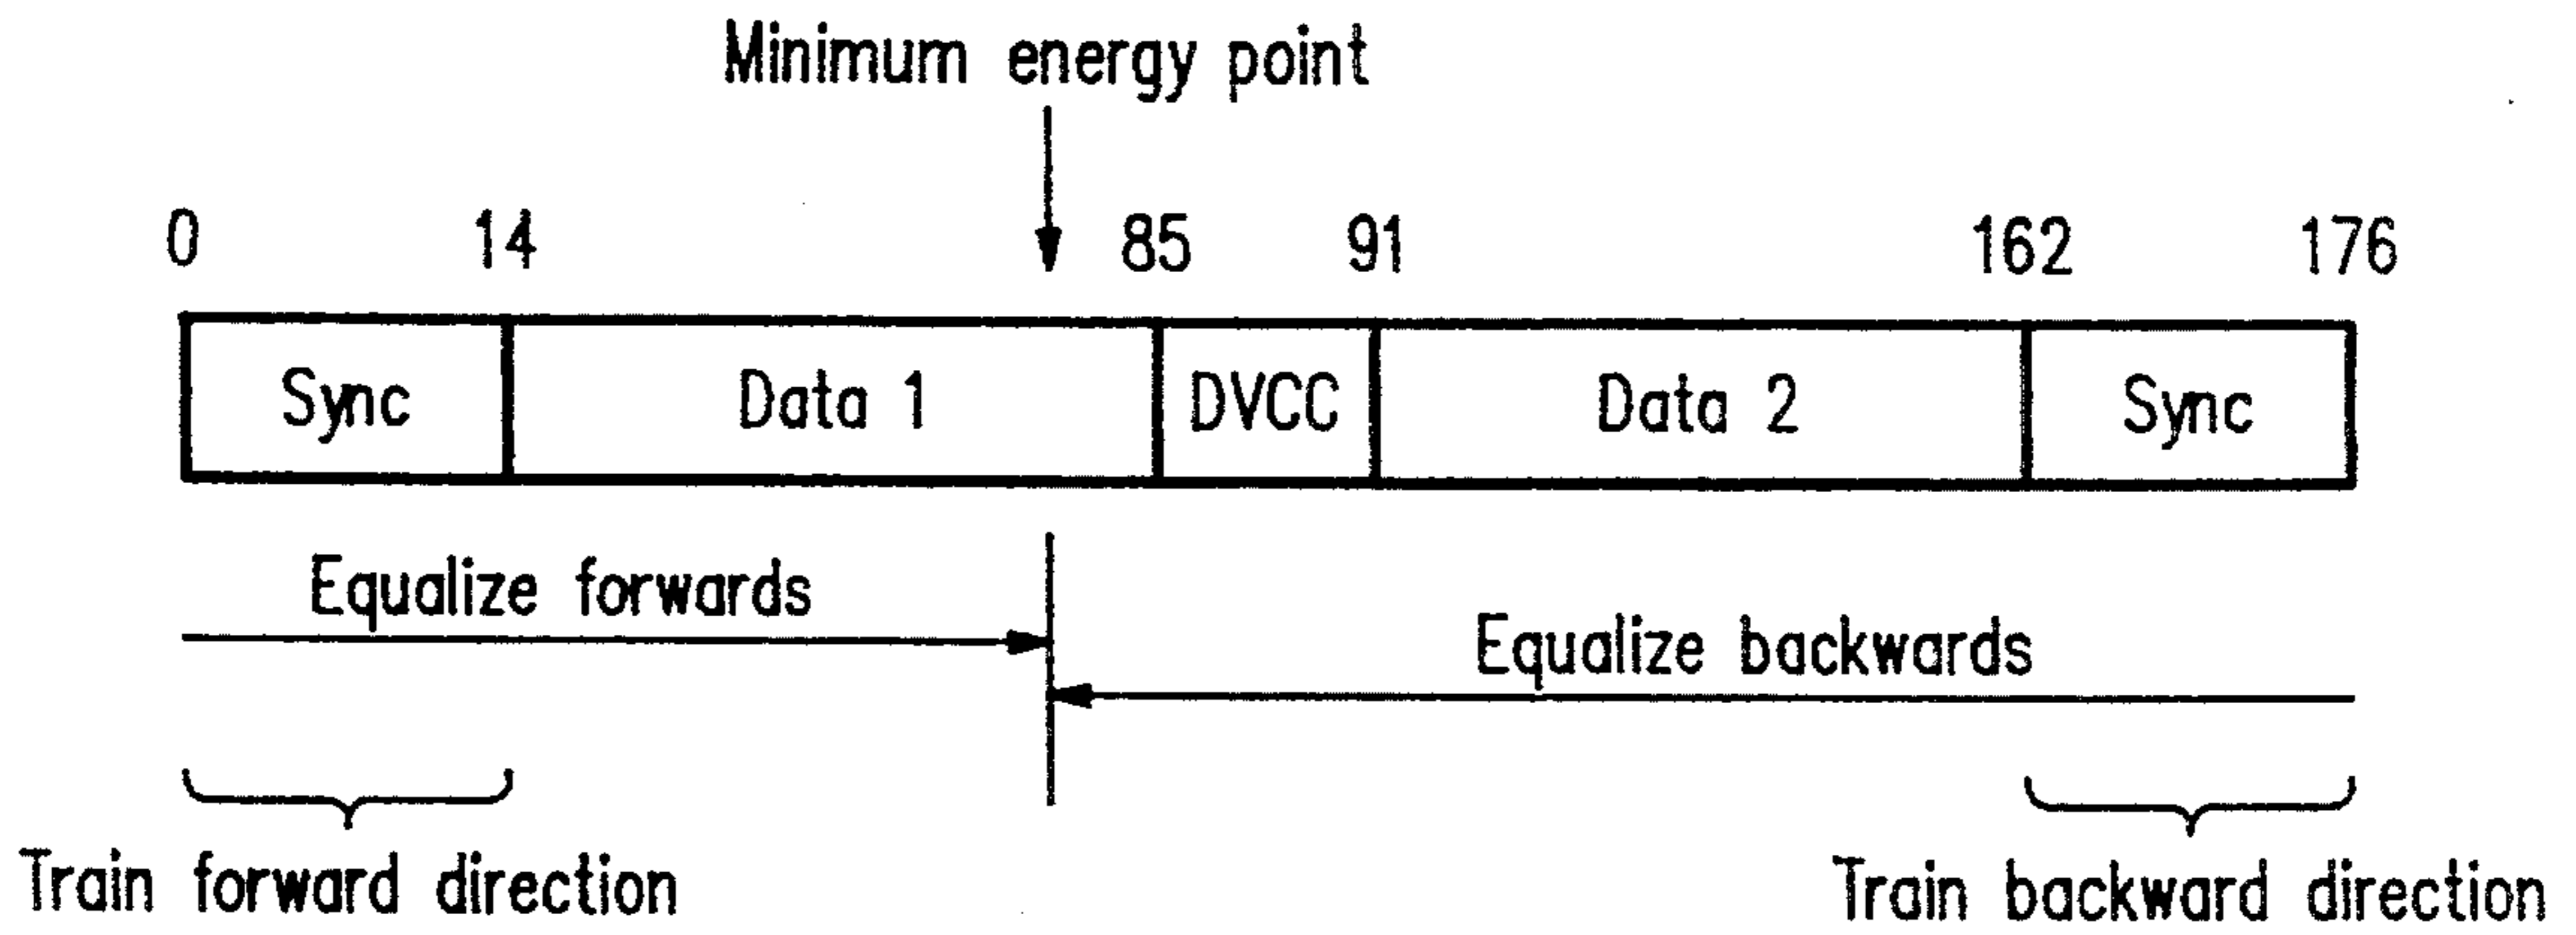 Minimum energy point
0 14 85 91 162 176
Sync Data 1 DVCC Data 2 Sync
Equalize forwards
Equalize backwards
Train forward direction
Train backward direction